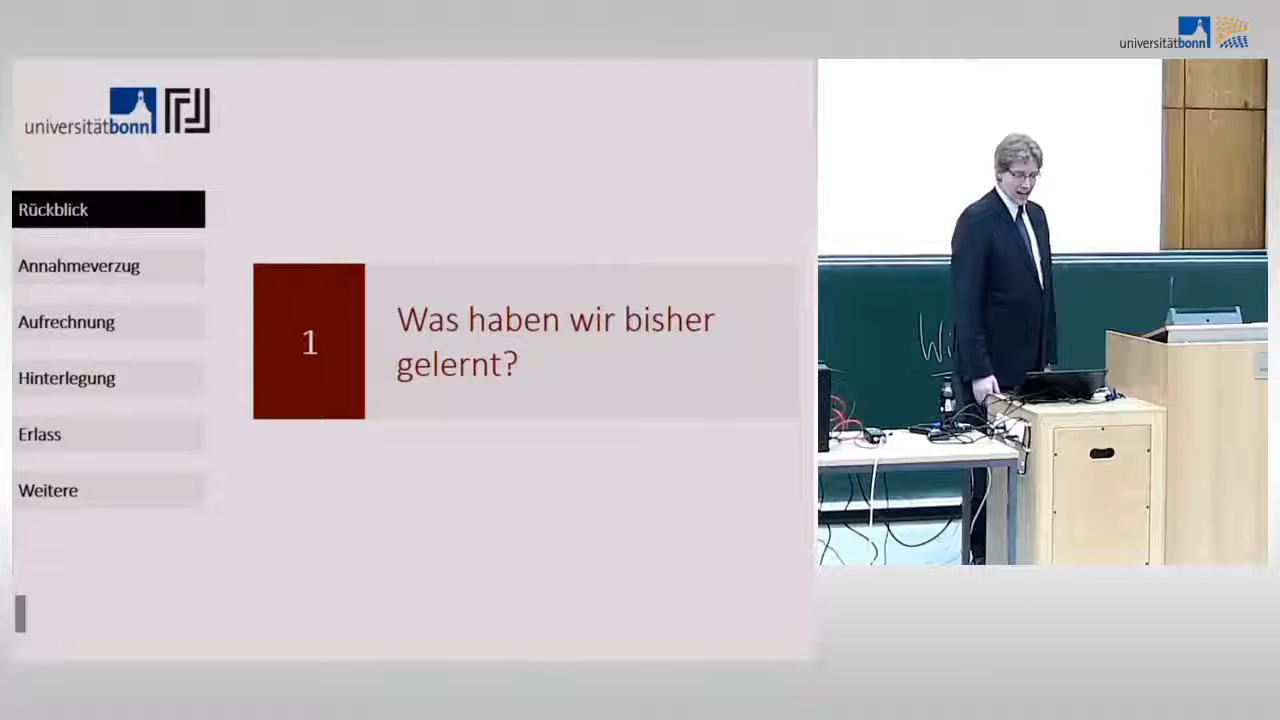 universitätbonn
universitätbonn
Rückblick
Annahmeverzug
Aufrechnung
Hinterlegung
Erlass
Weitere
1
Was haben wir bisher
gelernt?